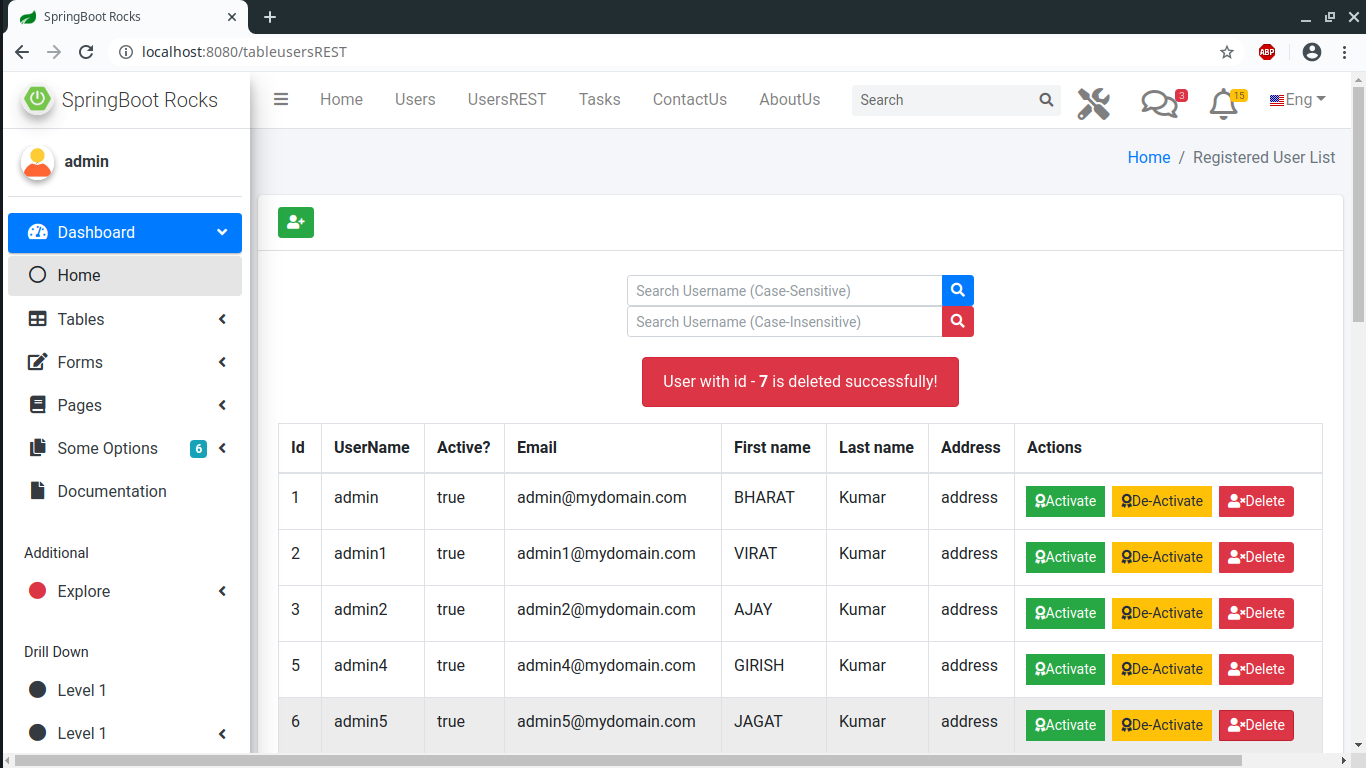 SpringBoot Rocks
localhost:8080/tableusersREST
ABP
SpringBoot Rocks
Home Users UsersREST Tasks ContactUs AboutUs Search 3 15 Eng
admin
Home / Registered User List
Dashboard
Home
Tables
Forms
Pages
Some Options 6
Documentation
Additional
Explore
Drill Down
Level 1
Level 1
Search Username (Case-Sensitive)
Search Username (Case-Insensitive)
User with id - 7 is deleted successfully!
Id UserName Active? Email First name Last name Address Actions
1 admin true admin@mydomain.com BHARAT Kumar address Activate De-Activate Delete
2 admin1 true admin1@mydomain.com VIRAT Kumar address Activate De-Activate Delete
3 admin2 true admin2@mydomain.com AJAY Kumar address Activate De-Activate Delete
5 admin4 true admin4@mydomain.com GIRISH Kumar address Activate De-Activate Delete
6 admin5 true admin5@mydomain.com JAGAT Kumar address Activate De-Activate Delete